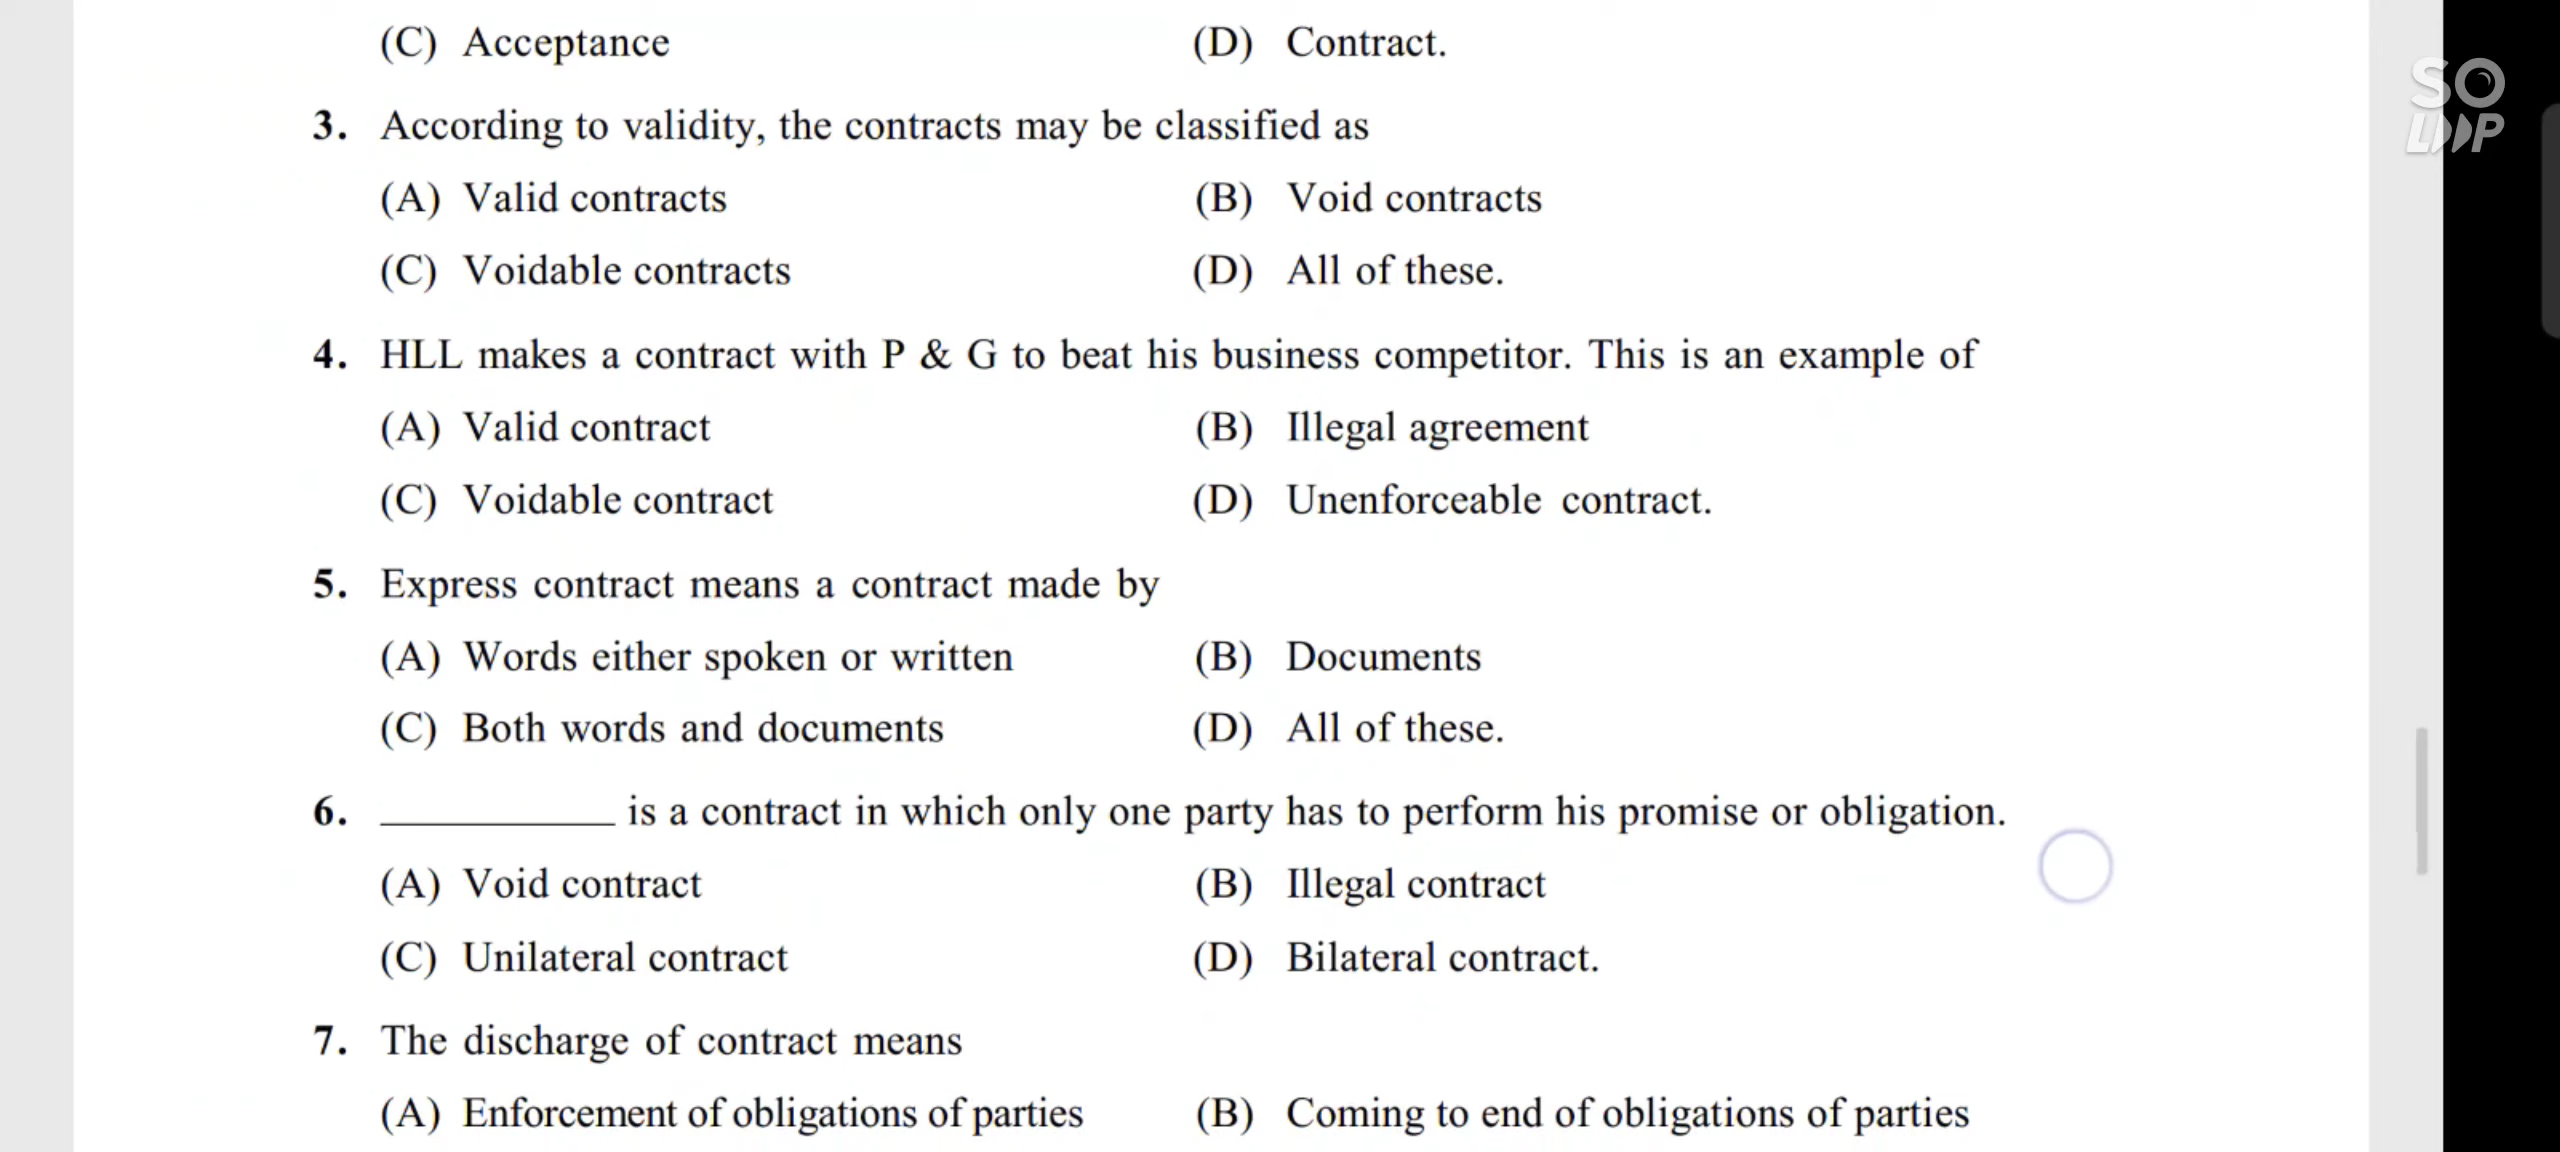 (C) Acceptance (D) Contract.
3. According to validity, the contracts may be classified as
(A) Valid contracts (B) Void contracts
(C) Voidable contracts (D) All of these.
4. HLL makes a contract with P & G to beat his business competitor. This is an example of
(A) Valid contract (B) Illegal agreement
(C) Voidable contract (D) Unenforceable contract.
5. Express contract means a contract made by
(A) Words either spoken or written (B) Documents
(C) Both words and documents (D) All of these.
6. ___________ is a contract in which only one party has to perform his promise or obligation.
(A) Void contract (B) Illegal contract
(C) Unilateral contract (D) Bilateral contract.
7. The discharge of contract means
(A) Enforcement of obligations of parties (B) Coming to end of obligations of parties
SO
LOOP